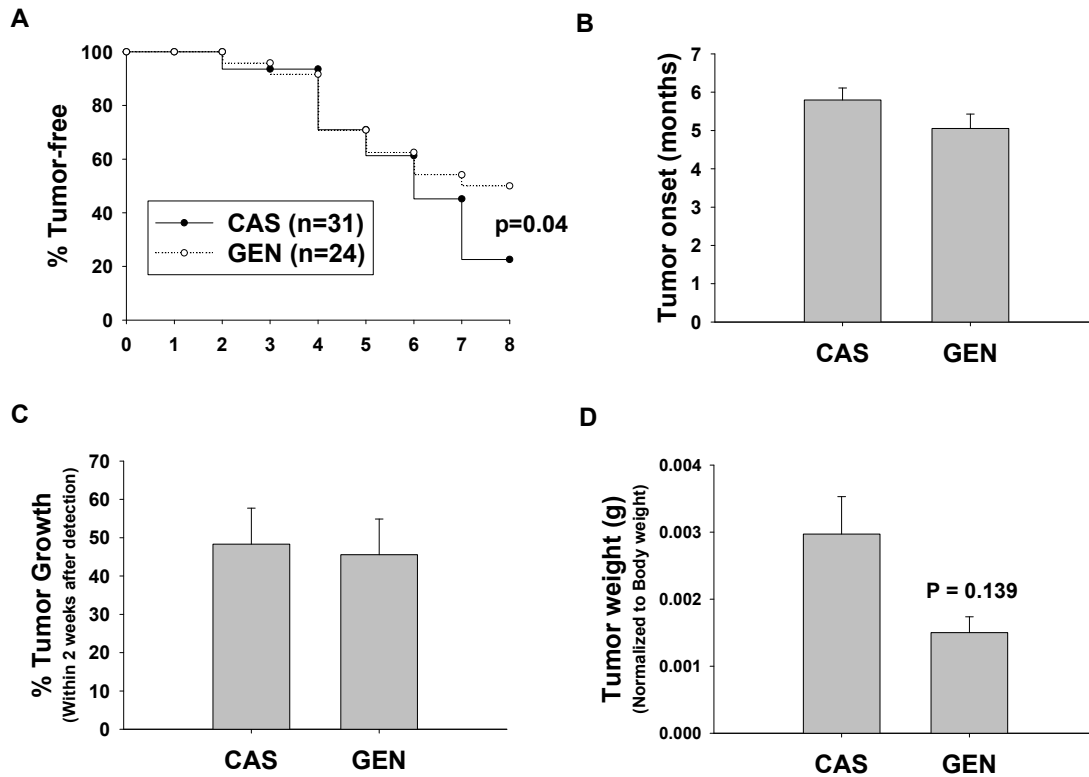 A
% Tumor-free
100
80
60
40
20
0
CAS (n=31)
GEN (n=24)
p=0.04
0 1 2 3 4 5 6 7 8
B
Tumor onset (months)
7
6
5
4
3
2
1
0
CAS GEN
C
% Tumor Growth
(Within 2 weeks after detection)
70
60
50
40
30
20
10
0
CAS GEN
D
Tumor weight (g)
(Normalized to Body weight)
0.004
0.003
0.002
0.001
0.000
P = 0.139
CAS GEN